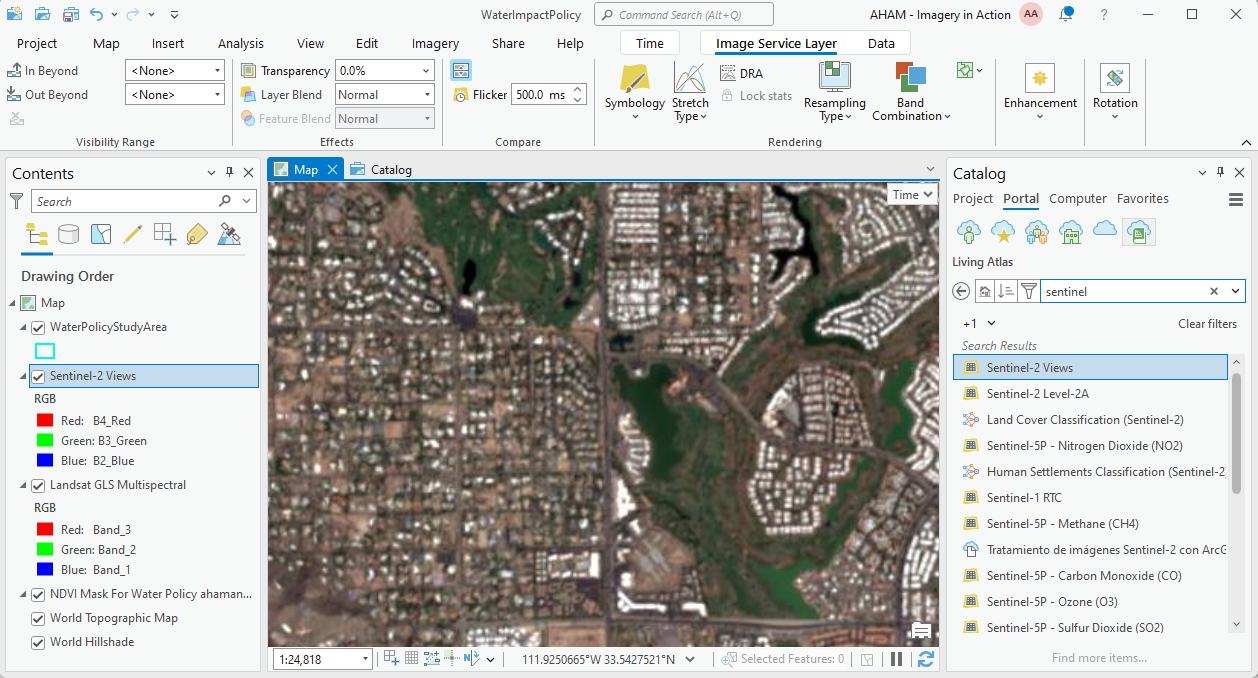 WaterImpactPolicy
Command Search (Alt+Q)
AHAM - Imagery in Action
AA
?
Project Map Insert Analysis View Edit Imagery Share Help Time Image Service Layer Data
In Beyond <None>
Out Beyond <None>
Visibility Range
Transparency 0.0%
Layer Blend Normal
Feature Blend Normal
Effects
Flicker 500.0 ms
Compare
Symbology
Stretch Type
DRA
Lock stats
Resampling Type
Band Combination
Rendering
Enhancement
Rotation
Contents
Search
Drawing Order
Map
WaterPolicyStudyArea
Sentinel-2 Views
RGB
Red: B4_Red
Green: B3_Green
Blue: B2_Blue
Landsat GLS Multispectral
RGB
Red: Band_3
Green: Band_2
Blue: Band_1
NDVI Mask For Water Policy ahaman...
World Topographic Map
World Hillshade
Map Catalog
Time
1:24,818
N
111.9250665°W 33.5427521°N
Selected Features: 0
Catalog
Project Portal Computer Favorites
Living Atlas
sentinel
+1 Clear filters
Search Results
Sentinel-2 Views
Sentinel-2 Level-2A
Land Cover Classification (Sentinel-2)
Sentinel-5P - Nitrogen Dioxide (NO2)
Human Settlements Classification (Sentinel-2
Sentinel-1 RTC
Sentinel-5P - Methane (CH4)
Tratamiento de imágenes Sentinel-2 con ArcG
Sentinel-5P - Carbon Monoxide (CO)
Sentinel-5P - Ozone (O3)
Sentinel-5P - Sulfur Dioxide (SO2)
Find more items...